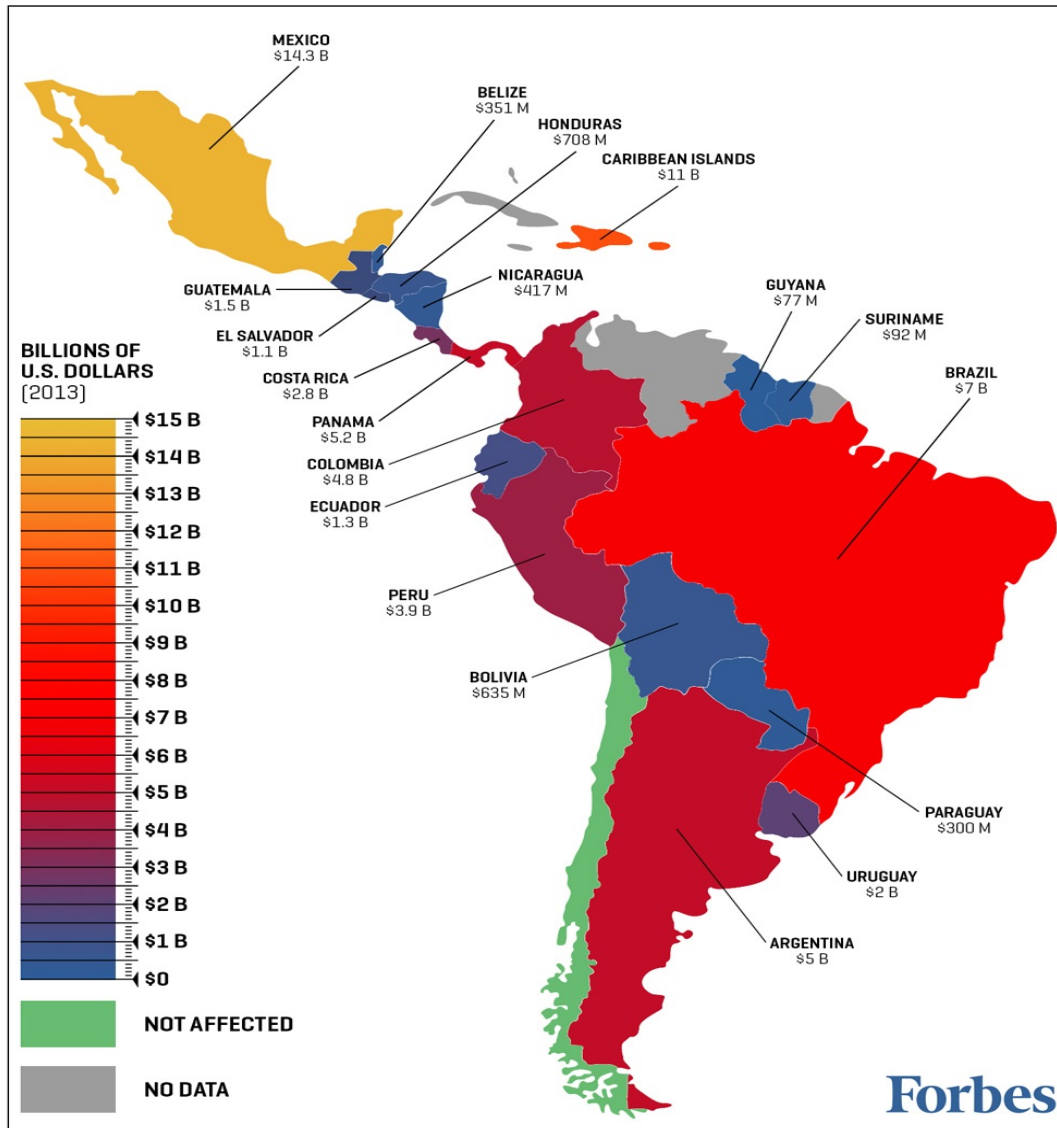 MEXICO
$14.3 B
BELIZE
$351 M
HONDURAS
$708 M
CARIBBEAN ISLANDS
$11 B
GUATEMALA
$1.5 B
NICARAGUA
$417 M
GUYANA
$77 M
EL SALVADOR
$1.1 B
SURINAME
$92 M
COSTA RICA
$2.8 B
BRAZIL
$7 B
PANAMA
$5.2 B
COLOMBIA
$4.8 B
ECUADOR
$1.3 B
PERU
$3.9 B
BOLIVIA
$635 M
PARAGUAY
$300 M
URUGUAY
$2 B
ARGENTINA
$5 B
BILLIONS OF
U.S. DOLLARS
(2013)
$15 B
$14 B
$13 B
$12 B
$11 B
$10 B
$9 B
$8 B
$7 B
$6 B
$5 B
$4 B
$3 B
$2 B
$1 B
$0
NOT AFFECTED
NO DATA
Forbes